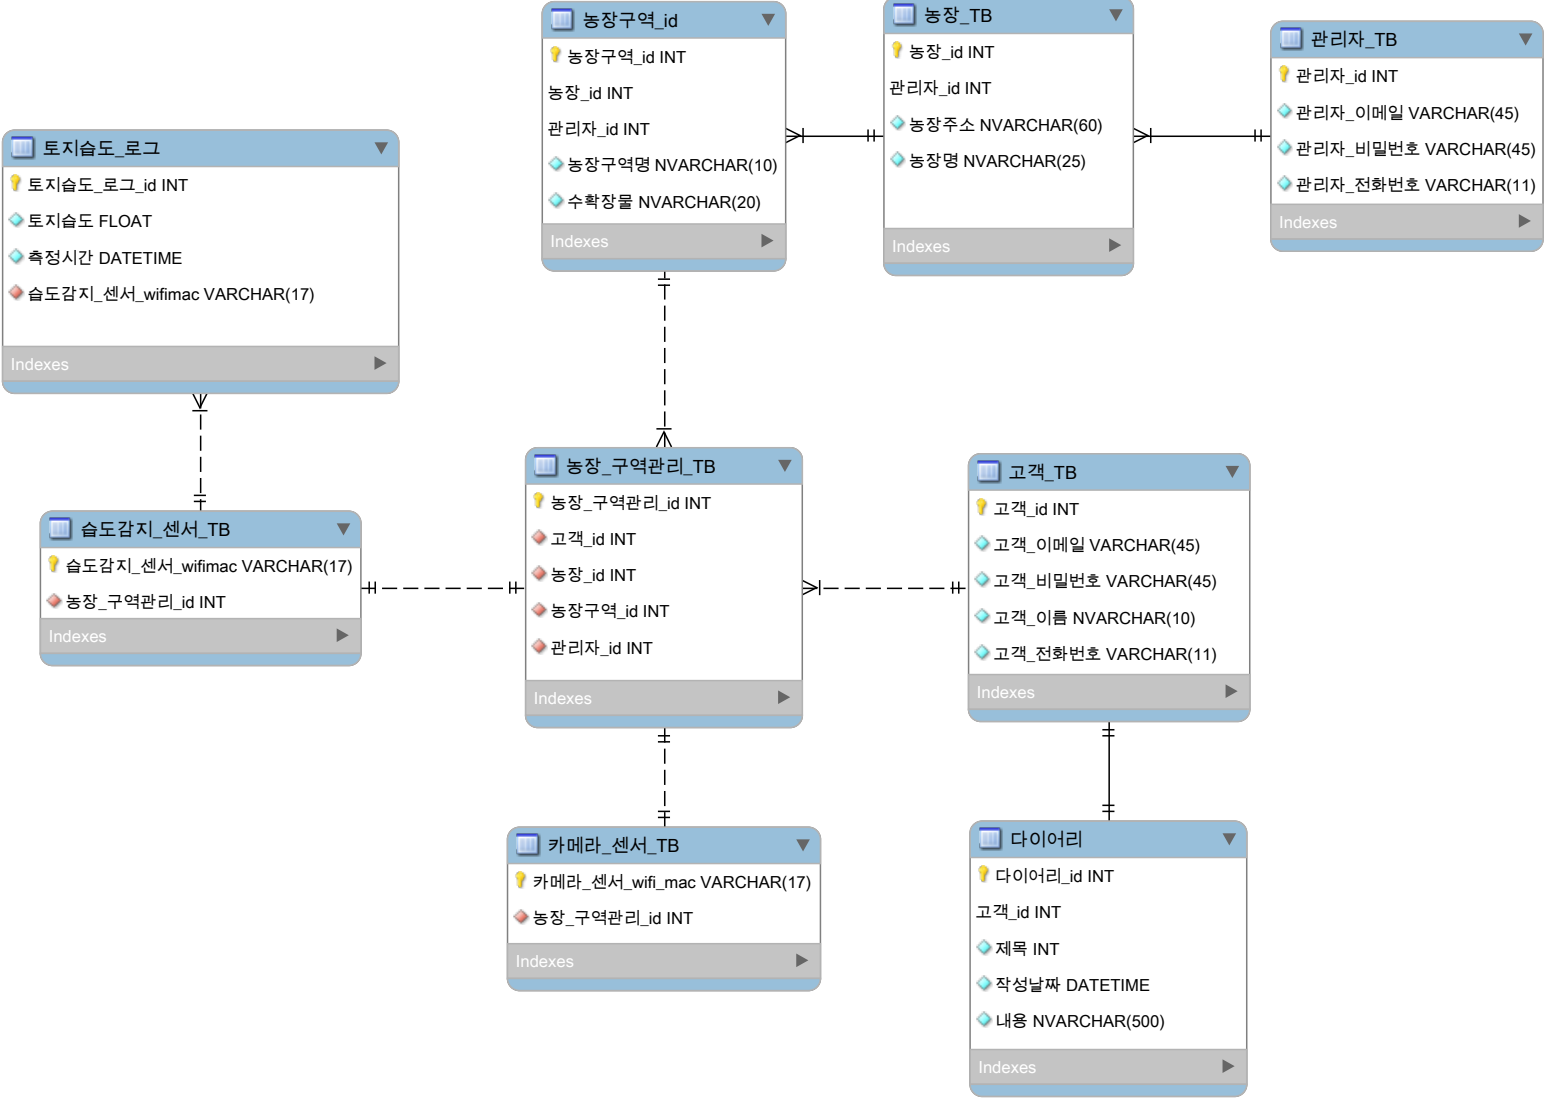 농장구역_id
농장구역_id INT
농장_id INT
관리자_id INT
농장구역명 NVARCHAR(10)
수확장물 NVARCHAR(20)
Indexes
농장_TB
농장_id INT
관리자_id INT
농장주소 NVARCHAR(60)
농장명 NVARCHAR(25)
Indexes
관리자_TB
관리자_id INT
관리자_이메일 VARCHAR(45)
관리자_비밀번호 VARCHAR(45)
관리자_전화번호 VARCHAR(11)
Indexes
토지습도_로그
토지습도_로그_id INT
토지습도 FLOAT
측정시간 DATETIME
습도감지_센서_wifimac VARCHAR(17)
Indexes
습도감지_센서_TB
습도감지_센서_wifimac VARCHAR(17)
농장_구역관리_id INT
Indexes
농장_구역관리_TB
농장_구역관리_id INT
고객_id INT
농장_id INT
농장구역_id INT
관리자_id INT
Indexes
고객_TB
고객_id INT
고객_이메일 VARCHAR(45)
고객_비밀번호 VARCHAR(45)
고객_이름 NVARCHAR(10)
고객_전화번호 VARCHAR(11)
Indexes
카메라_센서_TB
카메라_센서_wifi_mac VARCHAR(17)
농장_구역관리_id INT
Indexes
다이어리
다이어리_id INT
고객_id INT
제목 INT
작성날짜 DATETIME
내용 NVARCHAR(500)
Indexes